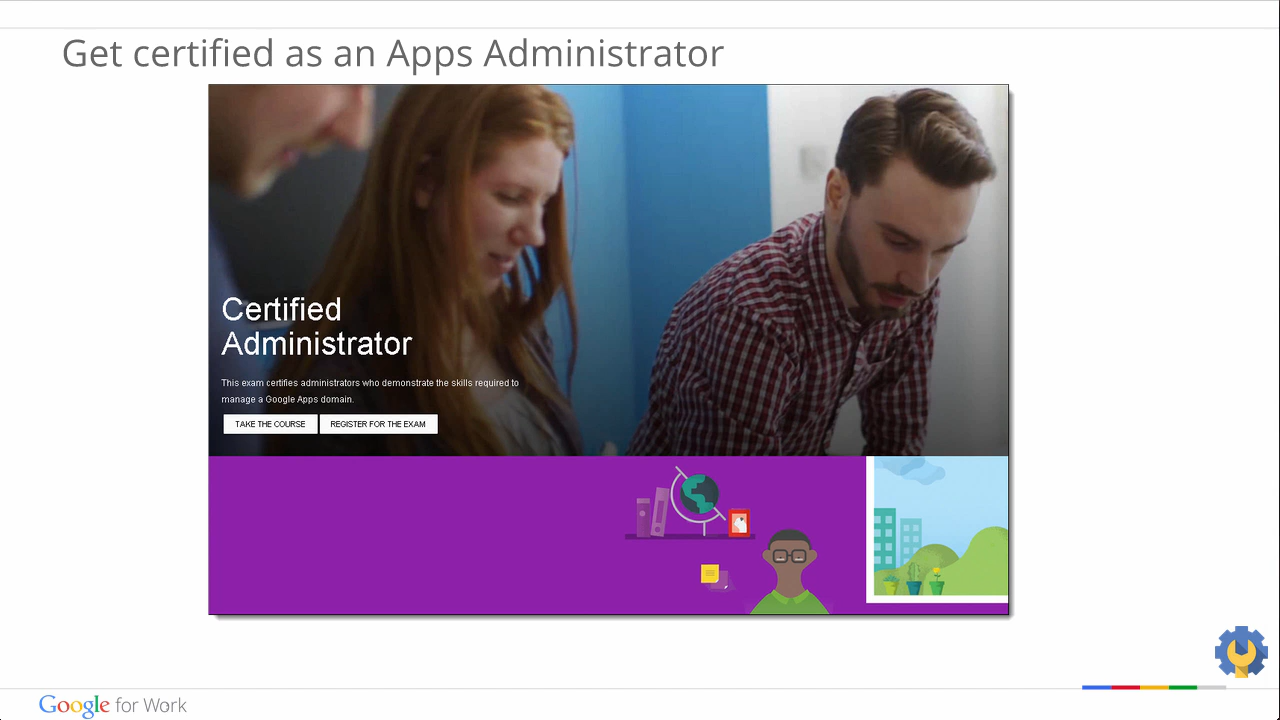 Get certified as an Apps Administrator
Certified
Administrator
This exam certifies administrators who demonstrate the skills required to
manage a Google Apps domain.
TAKE THE COURSE REGISTER FOR THE EXAM
Google for Work